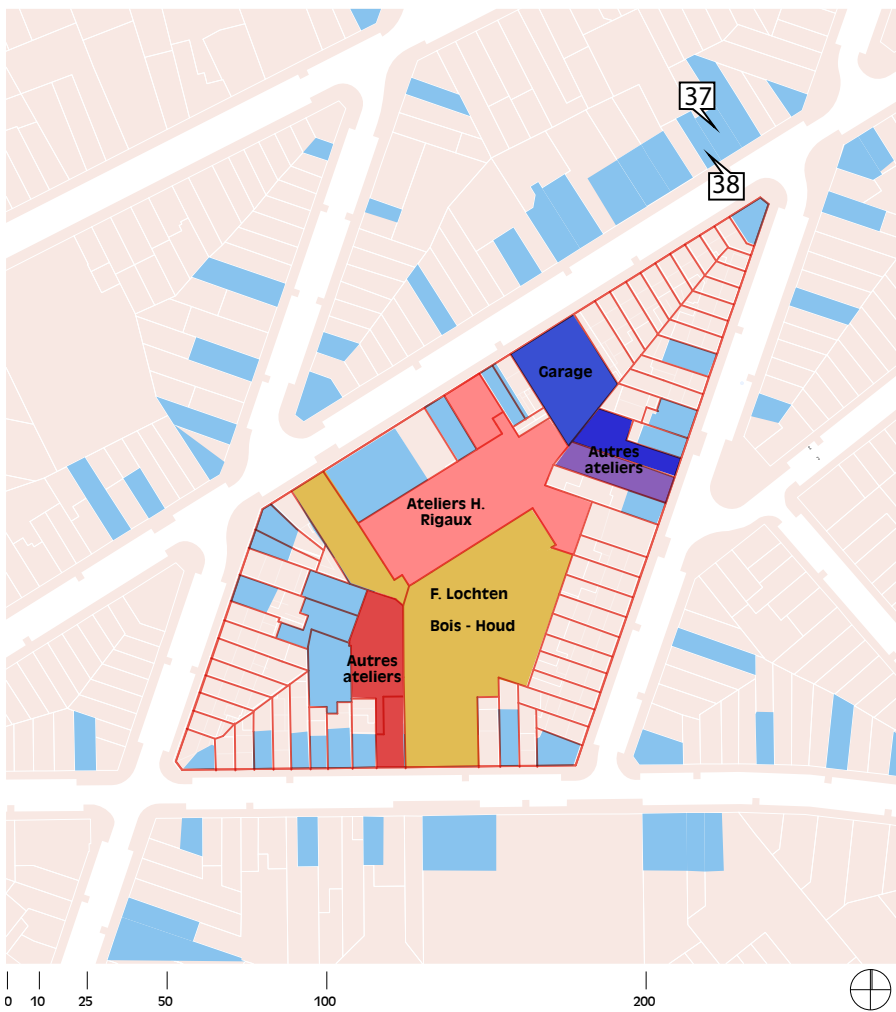 37
38
Garage
Autres
ateliers
Ateliers H.
Rigaux
F. Lochten
Bois - Houd
Autres
ateliers
0 10 25 50 100 200